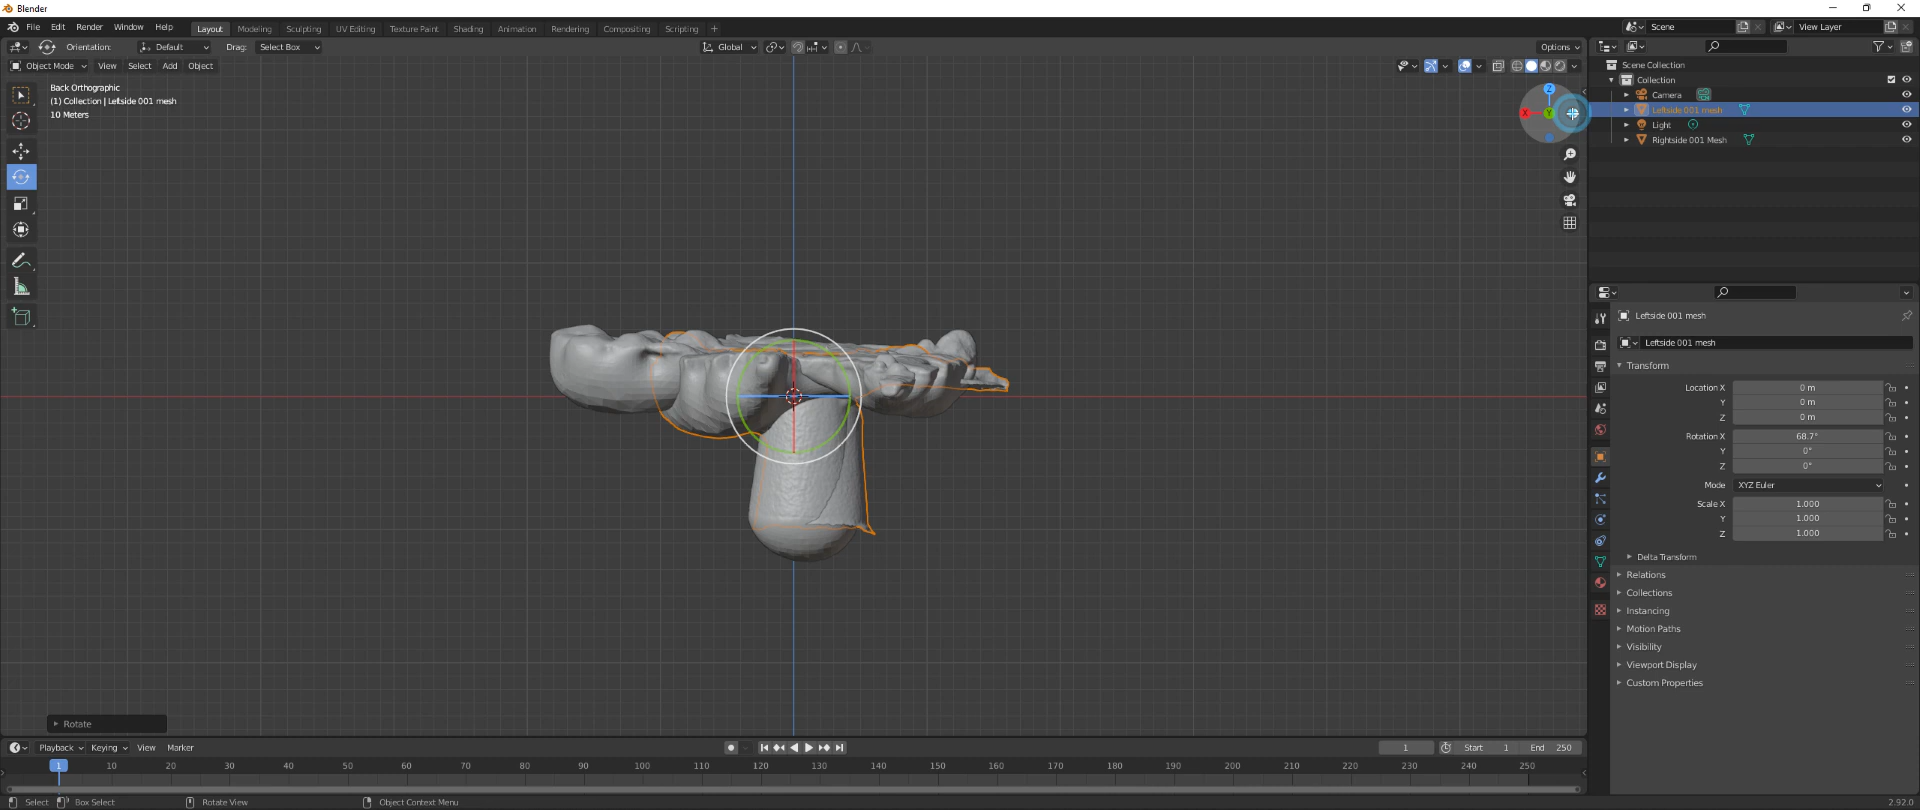 Blender
File Edit Render Window Help Layout Modeling Sculpting UV Editing Texture Paint Shading Animation Rendering Compositing Scripting + Scene View Layer
Orientation: Default Drag: Select Box Global Options
Object Mode View Select Add Object
Back Orthographic
(1) Collection | Leftside 001 mesh
10 Meters
Z
X
Y
Scene Collection
Collection
Camera
Leftside 001 mesh
Light
Rightside 001 Mesh
Leftside 001 mesh
Leftside 001 mesh
Transform
Location X 0 m
Y 0 m
Z 0 m
Rotation X 68.7°
Y 0°
Z 0°
Mode XYZ Euler
Scale X 1.000
Y 1.000
Z 1.000
Delta Transform
Relations
Collections
Instancing
Motion Paths
Visibility
Viewport Display
Custom Properties
Rotate
Playback Keying View Marker 1 Start 1 End 250
1 10 20 30 40 50 60 70 80 90 100 110 120 130 140 150 160 170 180 190 200 210 220 230 240 250
Select Box Select Rotate View Object Context Menu 2.92.0